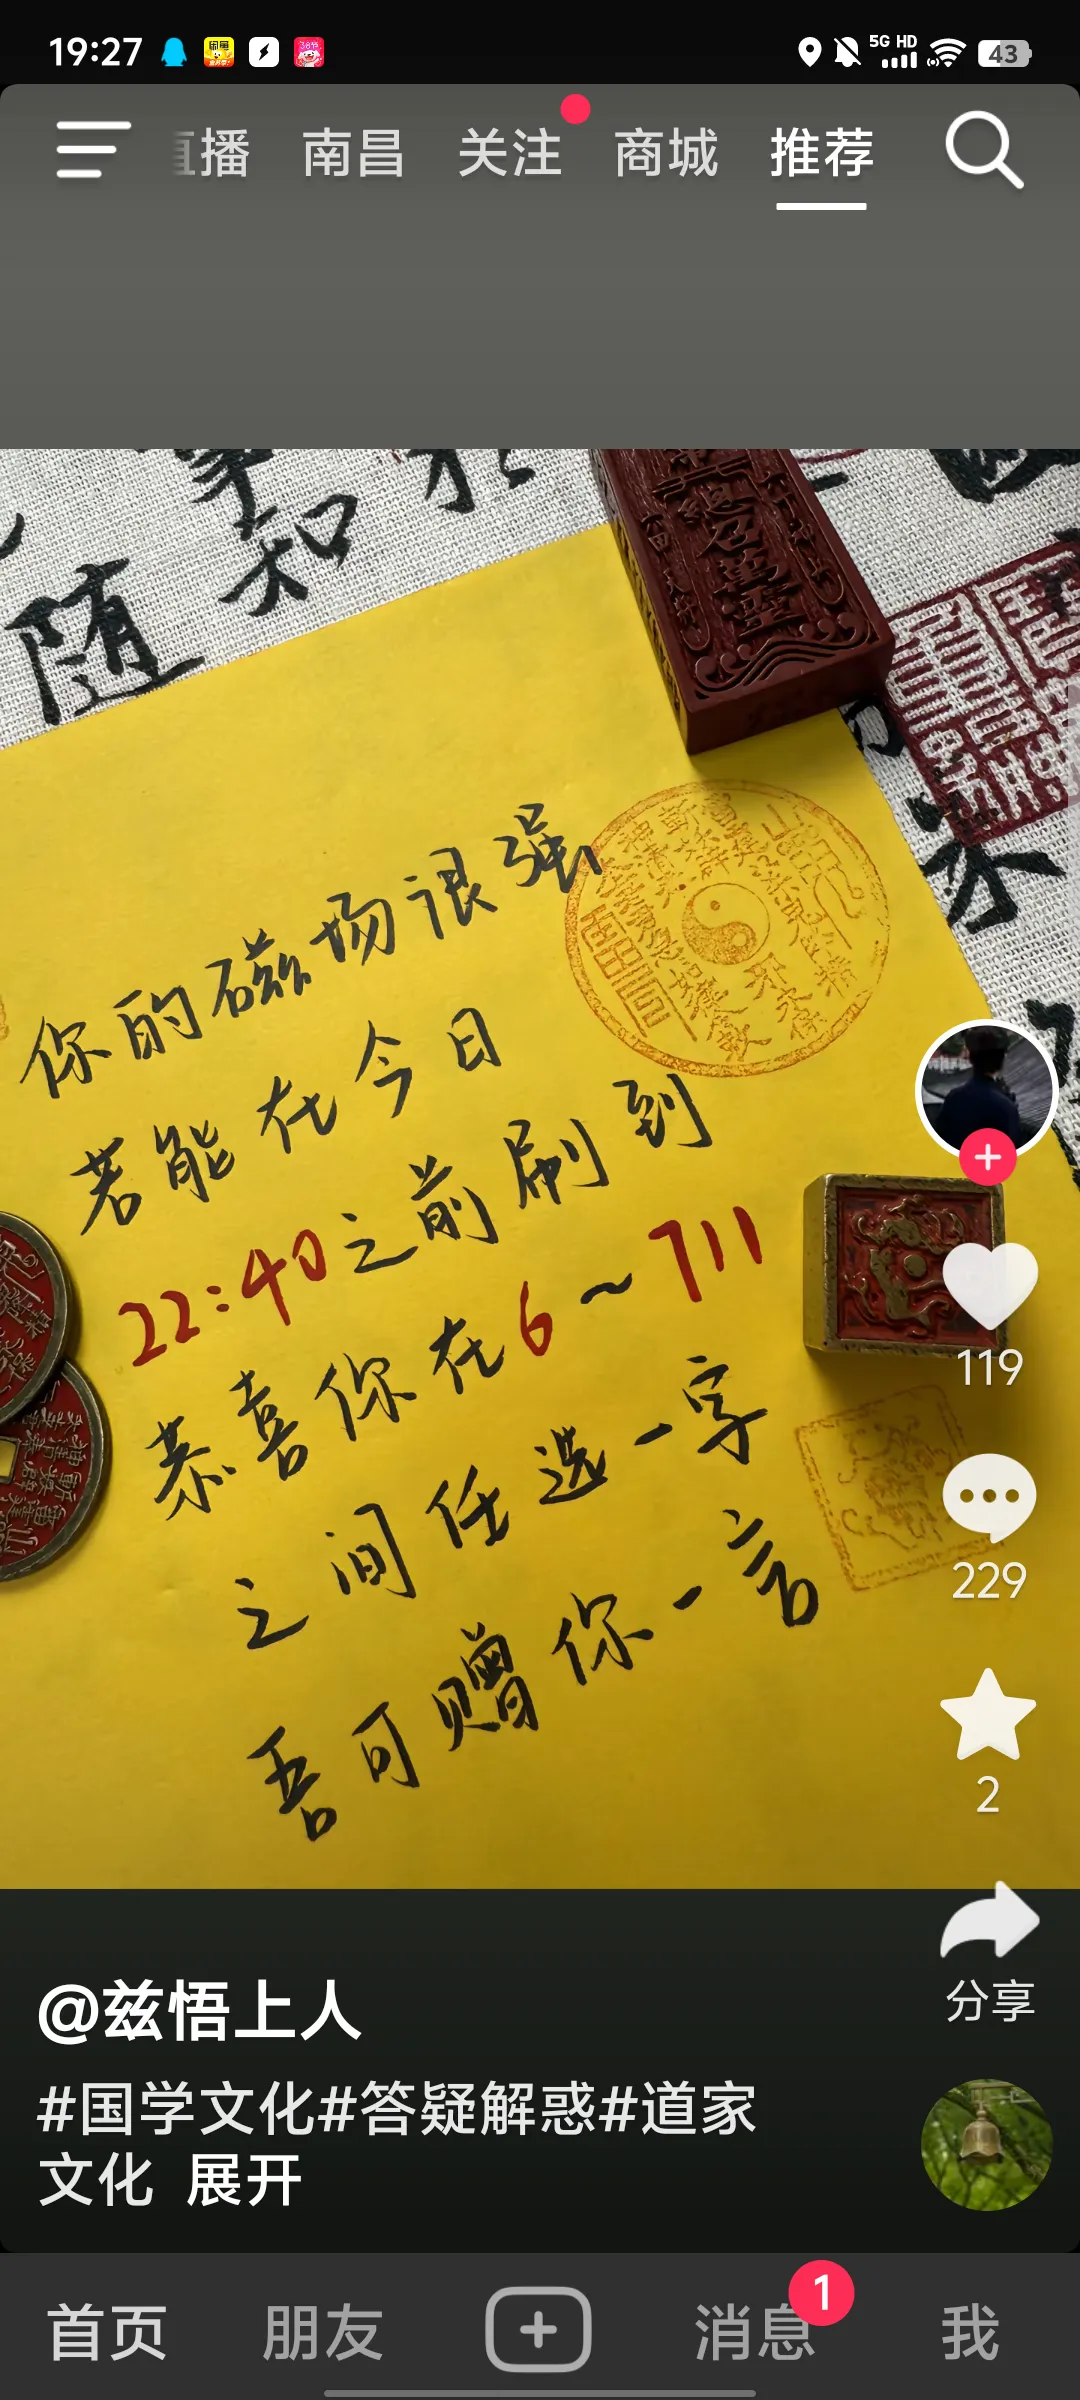 19:27
5G HD
43
播 南昌 关注 商城 推荐
随
知
你的磁场很强
若能在今日
22:40之前刷到
恭喜你在6~711
之间任选一字
吾可赠你一言
119
229
2
分享
@兹悟上人
#国学文化#答疑解惑#道家
文化 展开
首页 朋友 消息 1 我